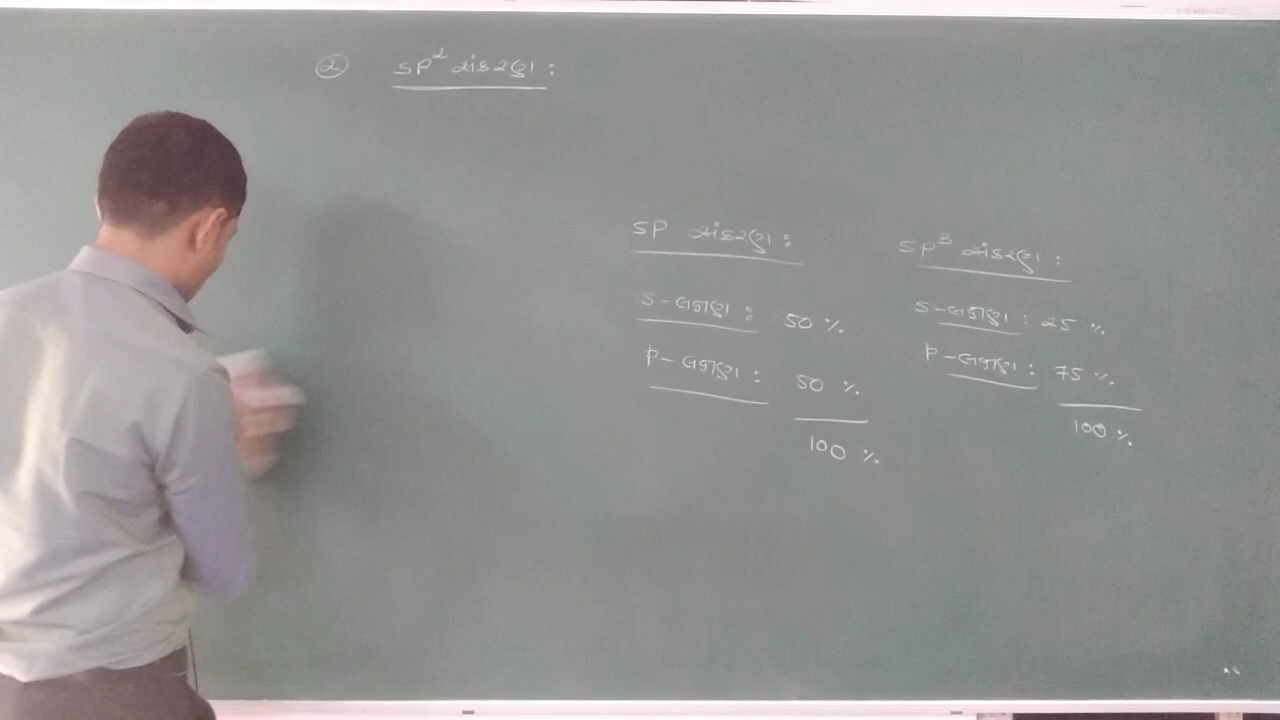 ② sp² સંકરણ :
sp સંકરણ :
s-લક્ષણ : 50 %
p-લક્ષણ : 50 %
100 %
sp³ સંકરણ :
s-લક્ષણ : 25 %
p-લક્ષણ : 75 %
100 %